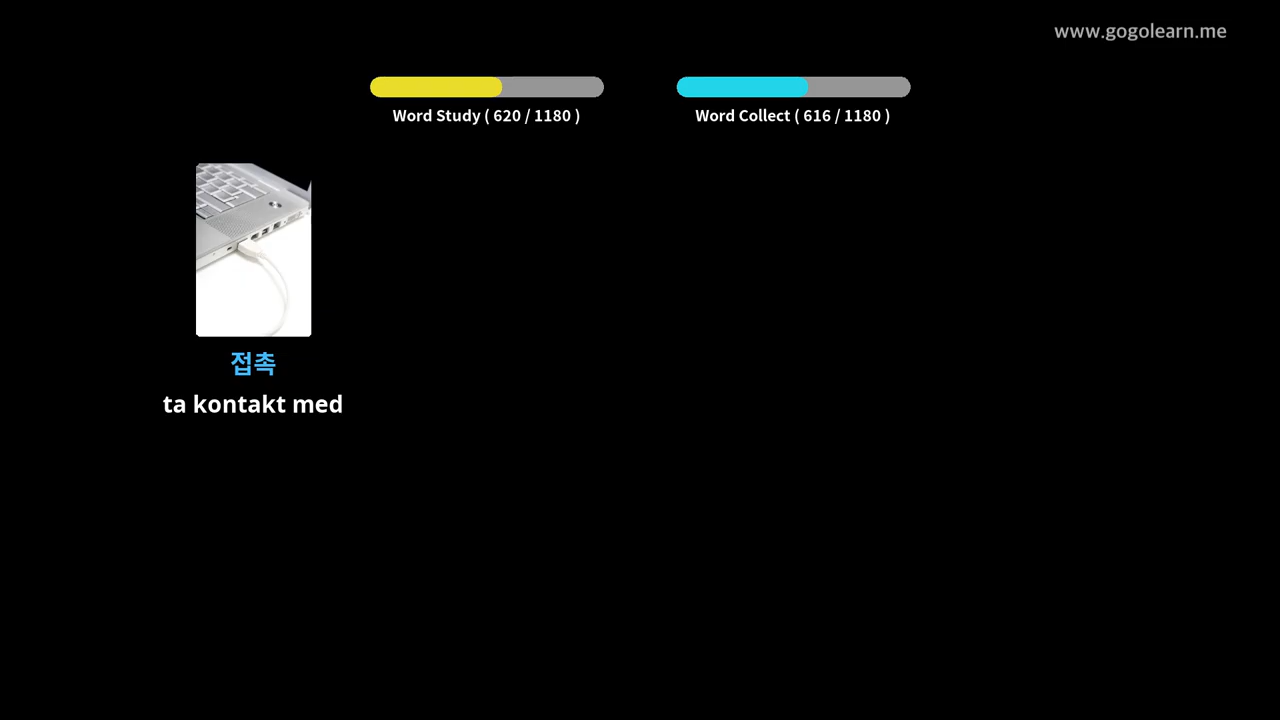 www.gogolearn.me
Word Study ( 620 / 1180 )
Word Collect ( 616 / 1180 )
접촉
ta kontakt med